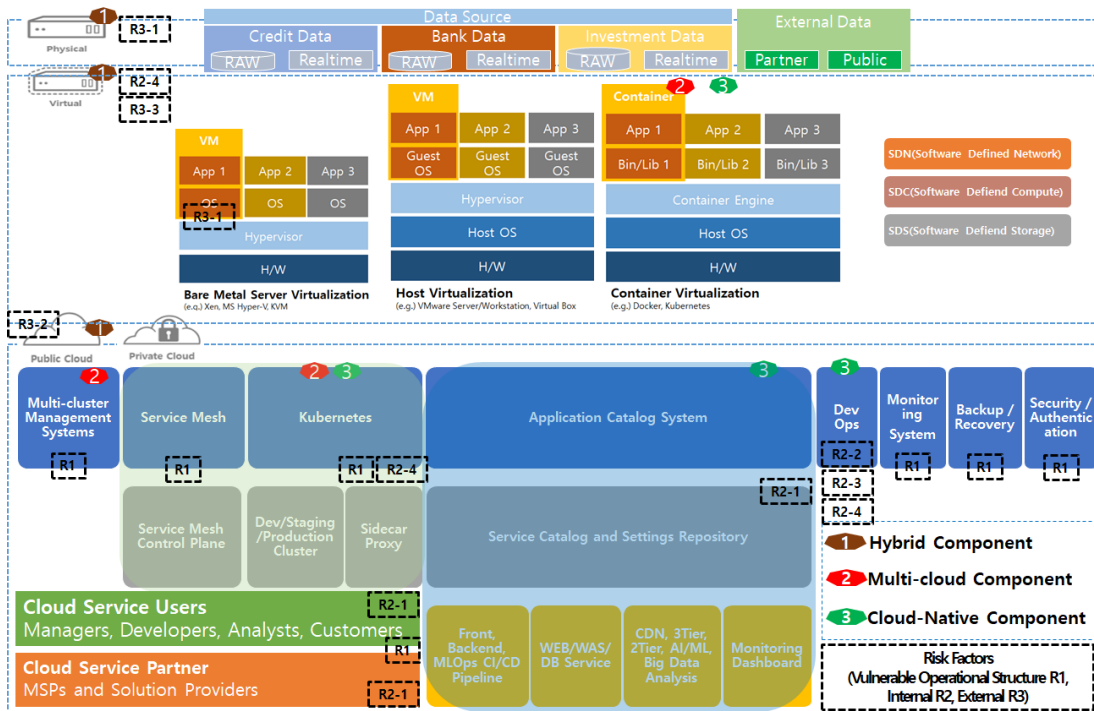 1
R3-1
Physical
Data Source
Credit Data
RAW
Realtime
Bank Data
RAW
Realtime
Investment Data
RAW
Realtime
External Data
Partner
Public
1
R2-4
Virtual
R3-3
VM
App 1
App 2
App 3
OS
OS
OS
R3-1
Hypervisor
H/W
Bare Metal Server Virtualization
(e.g.) Xen, MS Hyper-V, KVM
VM
App 1
App 2
App 3
Guest
OS
Guest
OS
Guest
OS
Hypervisor
Host OS
H/W
Host Virtualization
(e.g.) VMware Server/Workstation, Virtual Box
Container
2
3
App 1
App 2
App 3
Bin/Lib 1
Bin/Lib 2
Bin/Lib 3
Container Engine
Host OS
H/W
Container Virtualization
(e.g.) Docker, Kubernetes
SDN(Software Defined Network)
SDC(Software Defiend Compute)
SDS(Software Defiend Storage)
R3-2
1
Public Cloud
Private Cloud
2
Multi-cluster
Management
Systems
R1
Service Mesh
R1
2
3
Kubernetes
R1
R2-4
3
Application Catalog System
R2-1
3
Dev
Ops
R2-2
R2-3
R2-4
Monitor
ing
System
R1
Backup /
Recovery
R1
Security /
Authentic
ation
R1
Service Mesh
Control Plane
Dev/Staging
/Production
Cluster
Sidecar
Proxy
Service Catalog and Settings Repository
Cloud Service Users
Managers, Developers, Analysts, Customers
R2-1
R1
Cloud Service Partner
MSPs and Solution Providers
R2-1
Front,
Backend,
MLOps CI/CD
Pipeline
WEB/WAS/
DB Service
CDN, 3Tier,
2Tier, AI/ML,
Big Data
Analysis
Monitoring
Dashboard
1 Hybrid Component
2 Multi-cloud Component
3 Cloud-Native Component
Risk Factors
(Vulnerable Operational Structure R1,
Internal R2, External R3)